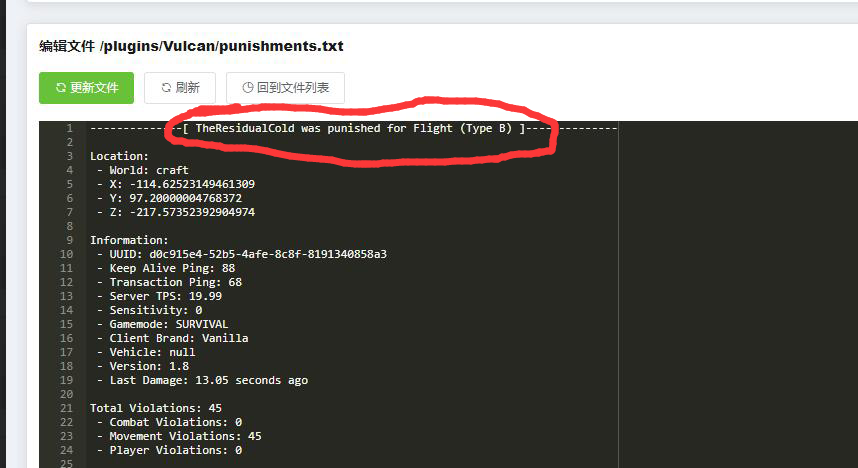 编辑文件 /plugins/Vulcan/punishments.txt
更新文件 刷新 回到文件列表
1 --------------[ TheResidualCold was punished for Flight (Type B) ]--------------
2
3 Location:
4 - World: craft
5 - X: -114.62523149461309
6 - Y: 97.20000004768372
7 - Z: -217.57352392904974
8
9 Information:
10 - UUID: d0c915e4-52b5-4afe-8c8f-8191340858a3
11 - Keep Alive Ping: 88
12 - Transaction Ping: 68
13 - Server TPS: 19.99
14 - Sensitivity: 0
15 - Gamemode: SURVIVAL
16 - Client Brand: Vanilla
17 - Vehicle: null
18 - Version: 1.8
19 - Last Damage: 13.05 seconds ago
20
21 Total Violations: 45
22 - Combat Violations: 0
23 - Movement Violations: 45
24 - Player Violations: 0
25